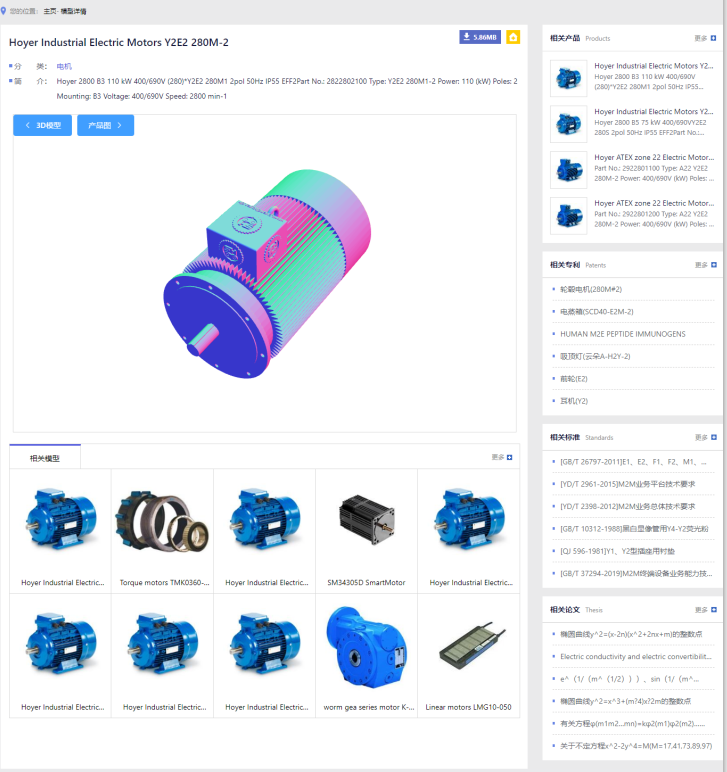 您的位置： 主页· 模型详情
Hoyer Industrial Electric Motors Y2E2 280M-2
5.86MB
分 类： 电机
简 介： Hoyer 2800 B3 110 kW 400/690V (280)*Y2E2 280M1 2pol 50Hz IP55 EFF2Part No.: 2822802100 Type: Y2E2 280M1-2 Power: 110 (kW) Poles: 2
Mounting: B3 Voltage: 400/690V Speed: 2800 min-1
3D模型
产品图
相关模型
更多
Hoyer Industrial Electric...
Torque motors TMK0360-...
Hoyer Industrial Electric...
SM34305D SmartMotor
Hoyer Industrial Electric...
Hoyer Industrial Electric...
Hoyer Industrial Electric...
Hoyer Industrial Electric...
worm gea series motor K-...
Linear motors LMG10-050
相关产品 Products 更多
Hoyer Industrial Electric Motors Y2...
Hoyer 2800 B3 110 kW 400/690V
(280)*Y2E2 280M1 2pol 50Hz IP55...
Hoyer Industrial Electric Motors Y2...
Hoyer 2800 B5 75 kW 400/690VY2E2
280S 2pol 50Hz IP55 EFF2Part No.:...
Hoyer ATEX zone 22 Electric Motor...
Part No.: 2922801100 Type: A22 Y2E2
280M-2 Power: 400/690V (kW) Poles: ...
Hoyer ATEX zone 22 Electric Motor...
Part No.: 2922801200 Type: A22 Y2E2
280M-2 Power: 400/690V (kW) Poles: ...
相关专利 Patents 更多
轮毂电机(280M#2)
电蒸箱(SCD40-E2M-2)
HUMAN M2E PEPTIDE IMMUNOGENS
吸顶灯(云朵A-H2Y-2)
前轮(E2)
耳机(Y2)
相关标准 Standards 更多
[GB/T 26797-2011]E1、E2、F1、F2、M1、...
[YD/T 2961-2015]M2M业务平台技术要求
[YD/T 2398-2012]M2M业务总体技术要求
[GB/T 10312-1988]黑白显像管用Y4-Y2荧光粉
[QJ 596-1981]Y1、Y2型插座用衬垫
[GB/T 37294-2019]M2M终端设备业务能力技...
相关论文 Thesis 更多
椭圆曲线y^2=(x-2n)(x^2+2nx+m)的整数点
Electric conductivity and electric convertibilit...
e^（1/（m^（1/2）））、sin（1/（m^...
椭圆曲线y^2=x^3+(m?4)x?2m的整数点
有关方程φ(m1m2…mn)=kφ2(m1)φ2(m2)……
关于不定方程x^2-2y^4=M(M=17,41,73,89,97)